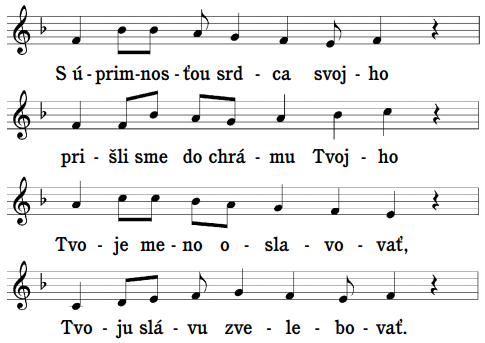 S ú - prim - nos - ťou srd - ca svoj - ho
pri - šli sme do chrá - mu Tvoj - ho
Tvo - je me - no o - sla - vo - vať,
Tvo - ju slá - vu zve - le - bo - vať.